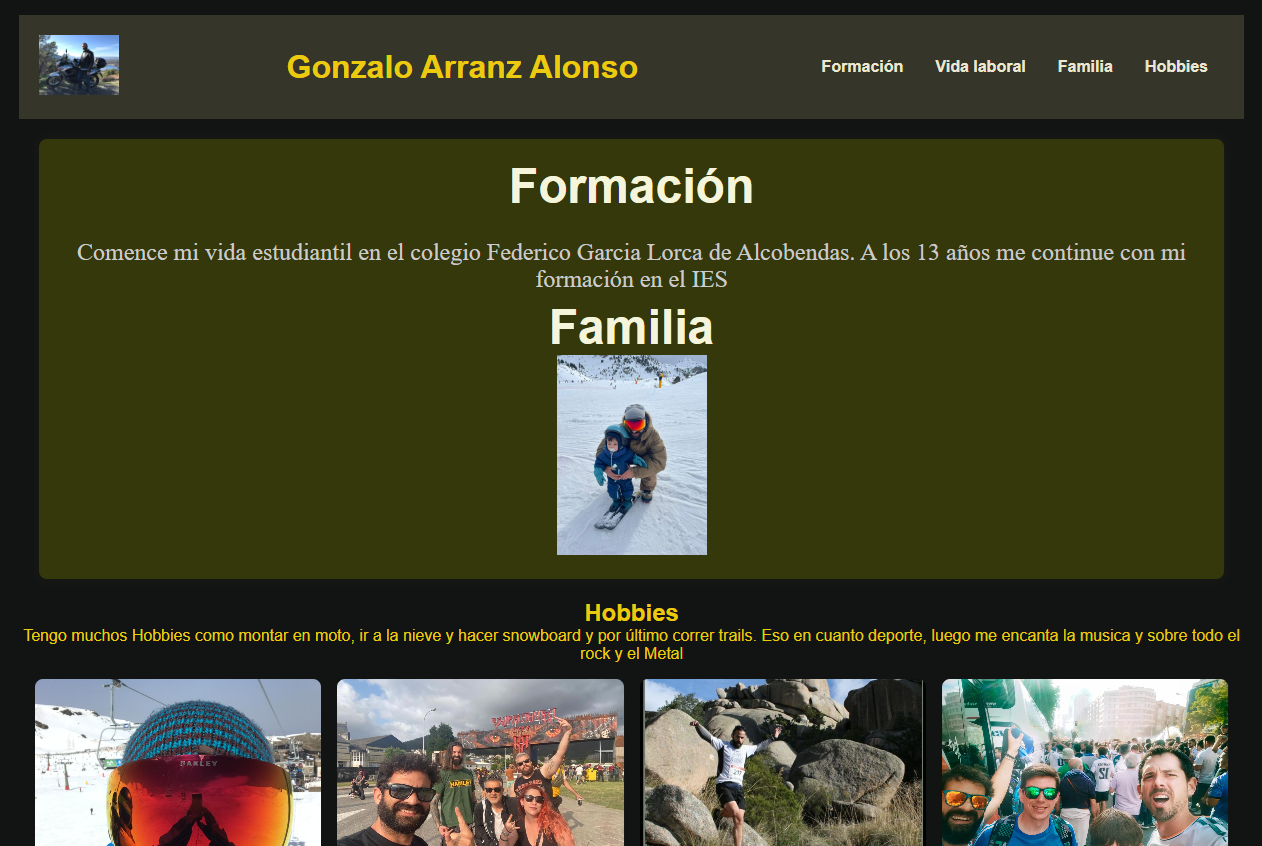 Gonzalo Arranz Alonso
Formación
Vida laboral
Familia
Hobbies
Formación
Comence mi vida estudiantil en el colegio Federico Garcia Lorca de Alcobendas. A los 13 años me continue con mi
formación en el IES
Familia
Hobbies
Tengo muchos Hobbies como montar en moto, ir a la nieve y hacer snowboard y por último correr trails. Eso en cuanto deporte, luego me encanta la musica y sobre todo el
rock y el Metal
OAKLEY